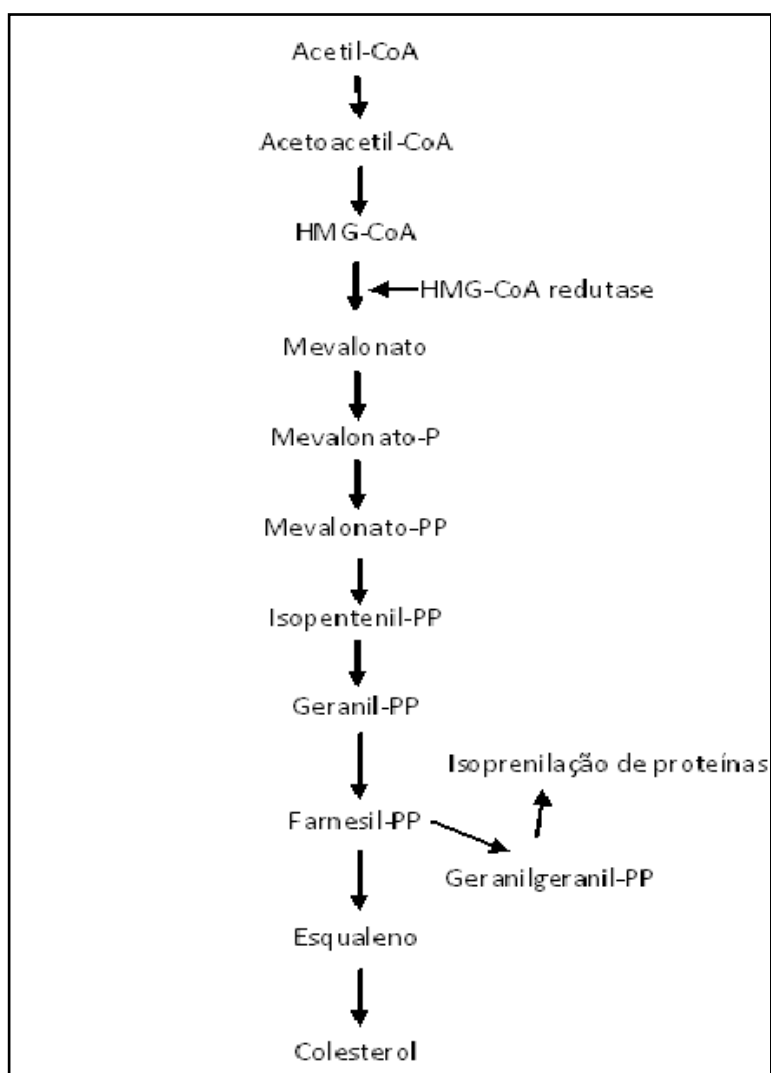 Acetil-CoA
Acetoacetil-CoA
HMG-CoA
HMG-CoA redutase
Mevalonato
Mevalonato-P
Mevalonato-PP
Isopentenil-PP
Geranil-PP
Isoprenilação de proteínas
Farnesil-PP
Geranilgeranil-PP
Esqualeno
Colesterol